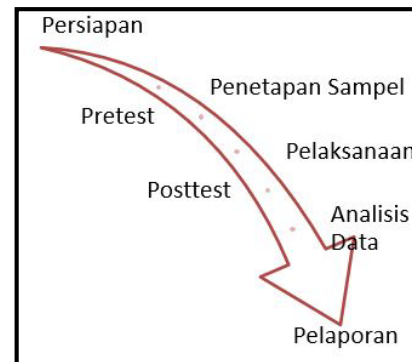 Persiapan
Penetapan Sampel
Pretest
Pelaksanaan
Posttest
Analisis
Data
Pelaporan